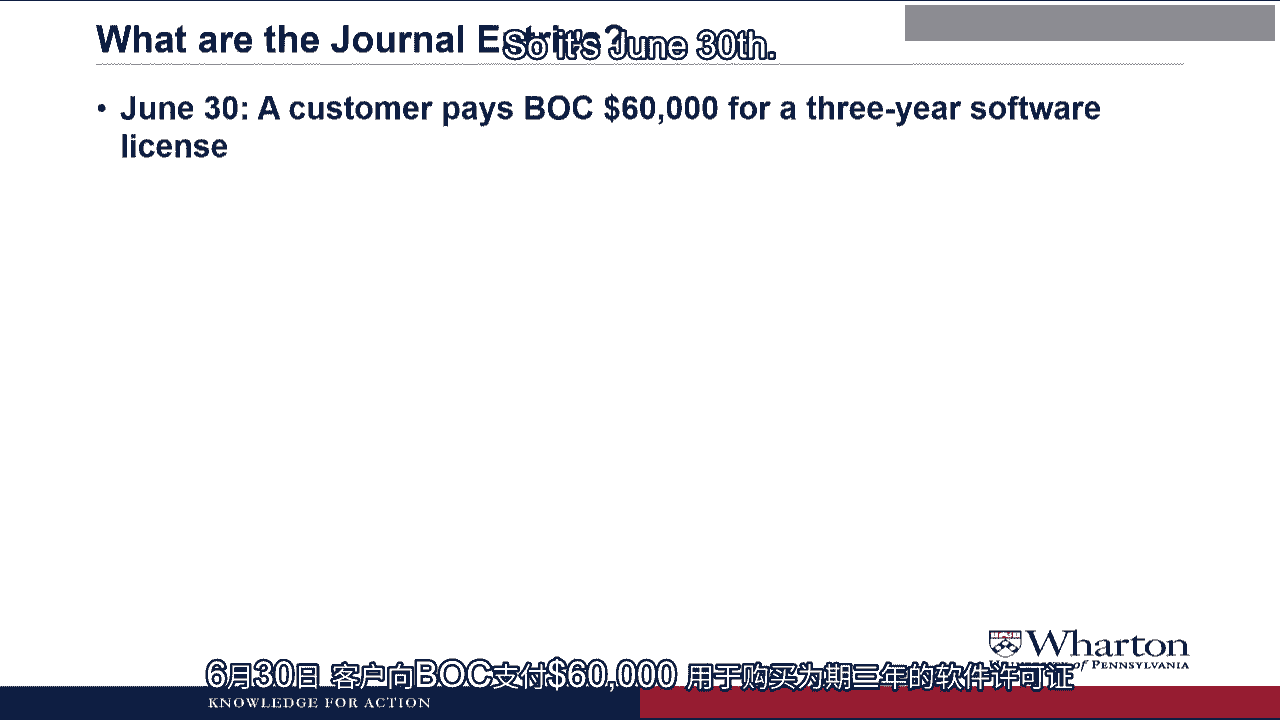 What are the Journal Entries?
So it's June 30th.
• June 30: A customer pays BOC $60,000 for a three-year software
license
Wharton
UNIVERSITY of PENNSYLVANIA
6月30日 客户向BOC支付$60,000 用于购买为期三年的软件许可证
KNOWLEDGE FOR ACTION